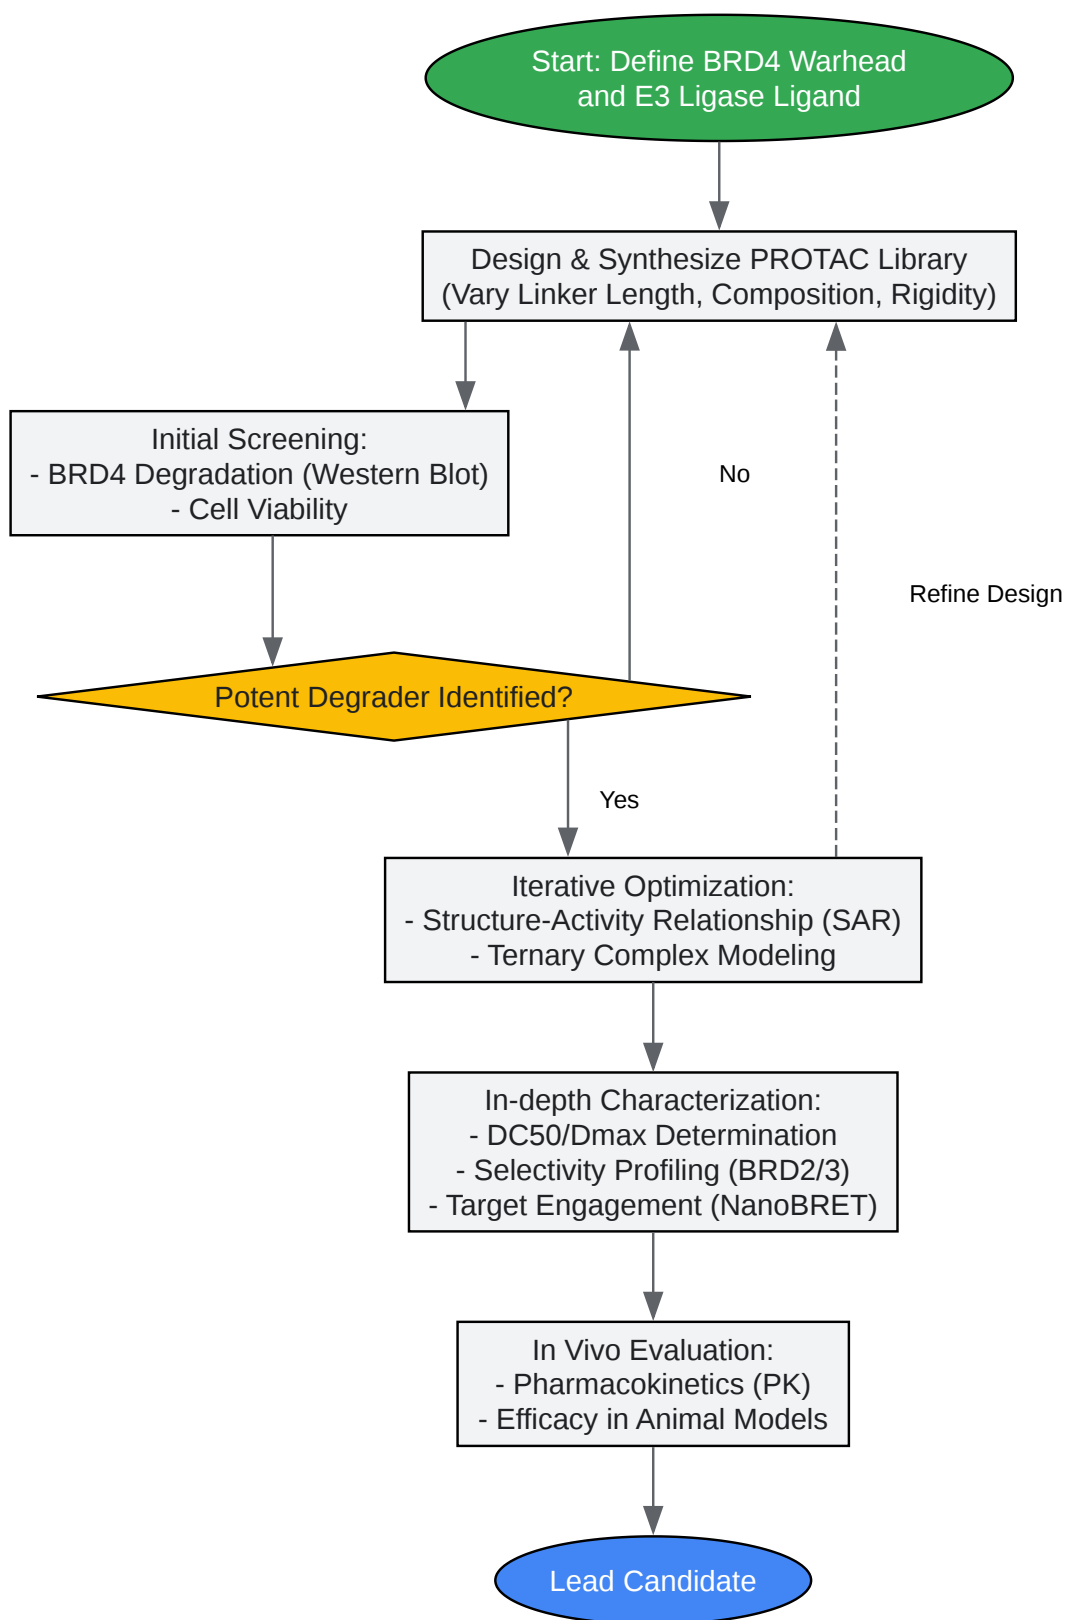 Start: Define BRD4 Warhead
and E3 Ligase Ligand
Design & Synthesize PROTAC Library
(Vary Linker Length, Composition, Rigidity)
Initial Screening:
- BRD4 Degradation (Western Blot)
- Cell Viability
No
Refine Design
Potent Degrader Identified?
Yes
Iterative Optimization:
- Structure-Activity Relationship (SAR)
- Ternary Complex Modeling
In-depth Characterization:
- DC50/Dmax Determination
- Selectivity Profiling (BRD2/3)
- Target Engagement (NanoBRET)
In Vivo Evaluation:
- Pharmacokinetics (PK)
- Efficacy in Animal Models
Lead Candidate